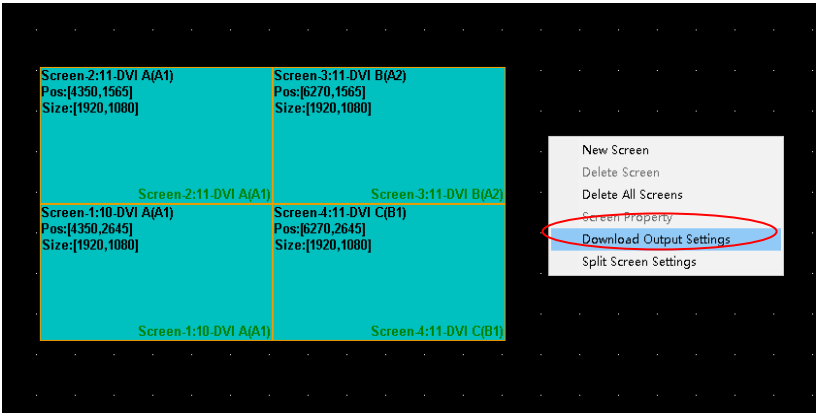 Screen-2:11-DVI A(A1)
Pos:[4350,1565]
Size:[1920,1080]
Screen-2:11-DVI A(A1)
Screen-3:11-DVI B(A2)
Pos:[6270,1565]
Size:[1920,1080]
Screen-3:11-DVI B(A2)
Screen-1:10-DVI A(A1)
Pos:[4350,2645]
Size:[1920,1080]
Screen-1:10-DVI A(A1)
Screen-4:11-DVI C(B1)
Pos:[6270,2645]
Size:[1920,1080]
Screen-4:11-DVI C(B1)
New Screen
Delete Screen
Delete All Screens
Screen Property
Download Output Settings
Split Screen Settings